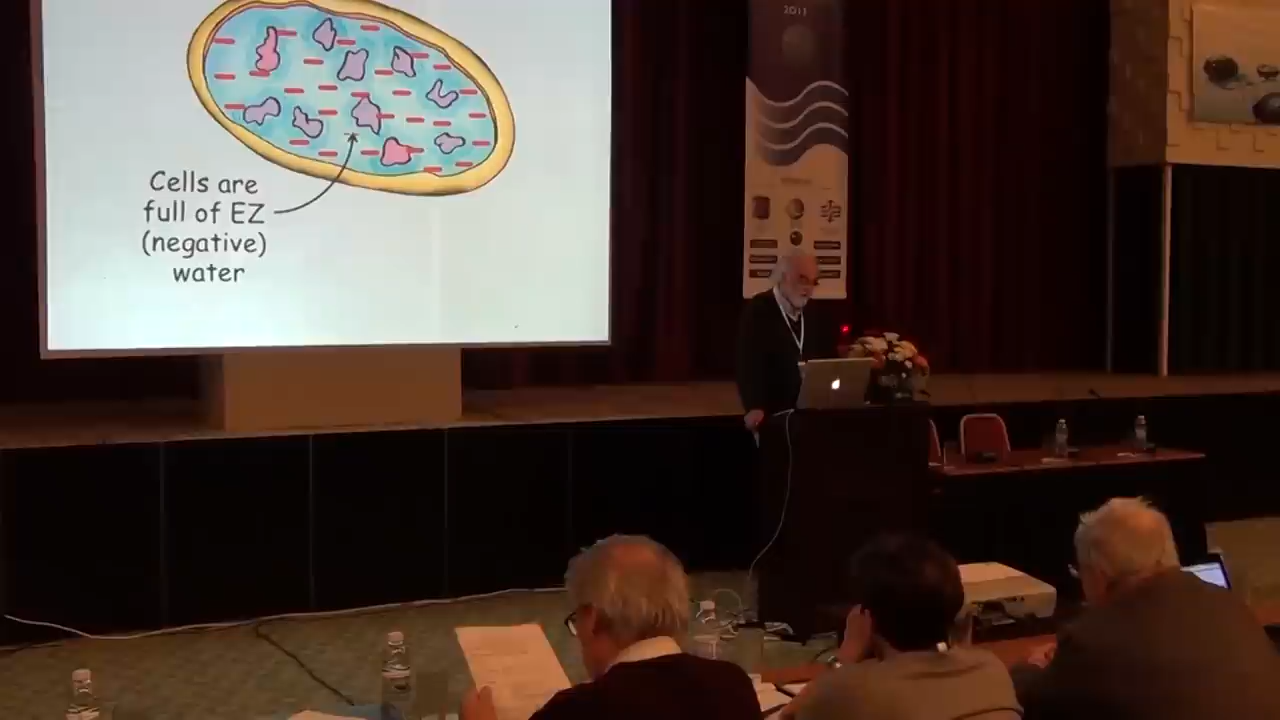 2011
Cells are
full of EZ
(negative)
water